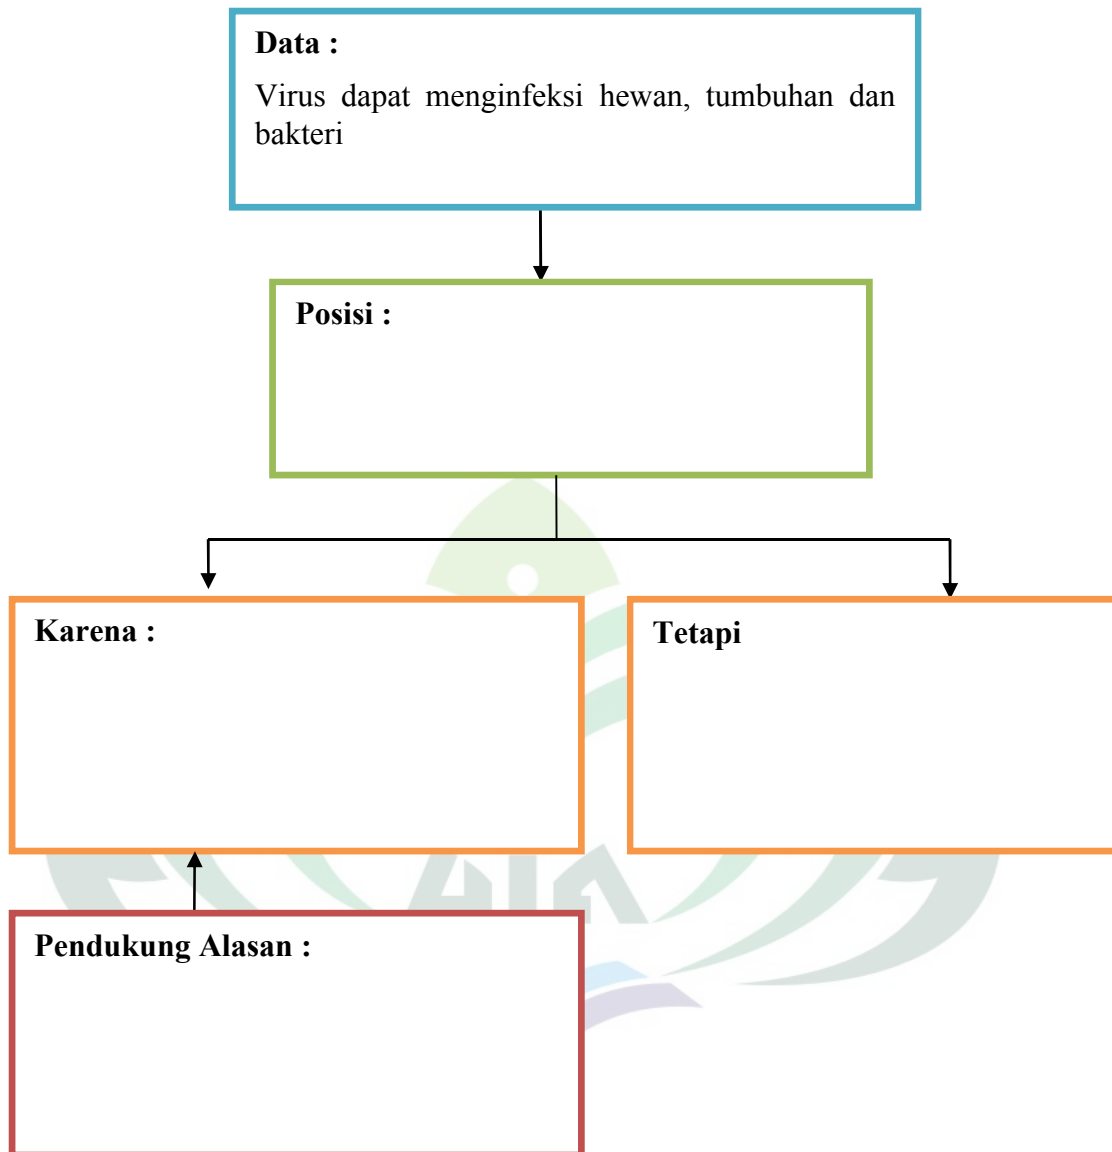 Data :
Virus dapat menginfeksi hewan, tumbuhan dan
bakteri
Posisi :
Karena :
Tetapi
Pendukung Alasan :